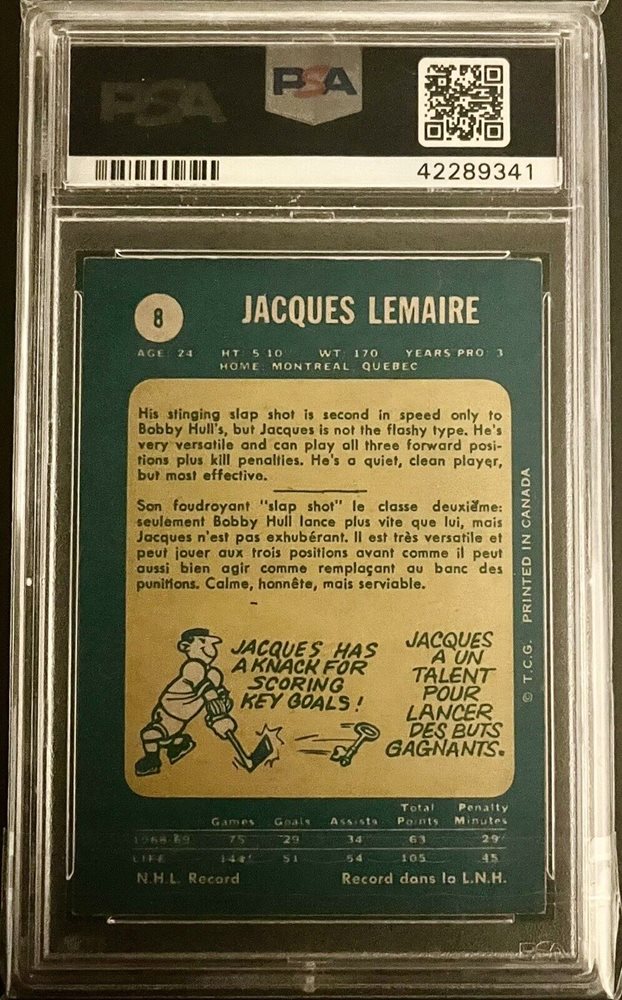 PSA
PSA
42289341
8
JACQUES LEMAIRE
AGE: 24 HT: 5 10 WT: 170 YEARS PRO: 3
HOME: MONTREAL, QUEBEC
His stinging slap shot is second in speed only to
Bobby Hull's, but Jacques is not the flashy type. He's
very versatile and can play all three forward posi-
tions plus kill penalties. He's a quiet, clean player,
but most effective.
Son foudroyant "slap shot" le classe deuxième:
seulement Bobby Hull lance plus vite que lui, mais
Jacques n'est pas exhubérant. Il est très versatile et
peut jouer aux trois positions avant comme il peut
aussi bien agir comme remplaçant au banc des
punitions. Calme, honnête, mais serviable.
JACQUES HAS
A KNACK FOR
SCORING
KEY GOALS!
JACQUES
A UN
TALENT
POUR
LANCER
DES BUTS
GAGNANTS.
© T.C.G. PRINTED IN CANADA
Total Penalty
Games Goals Assists Points Minutes
1968-69 75 29 34 63 29
LIFE 144 51 54 105 45
N.H.L. Record Record dans la L.N.H.
PSA